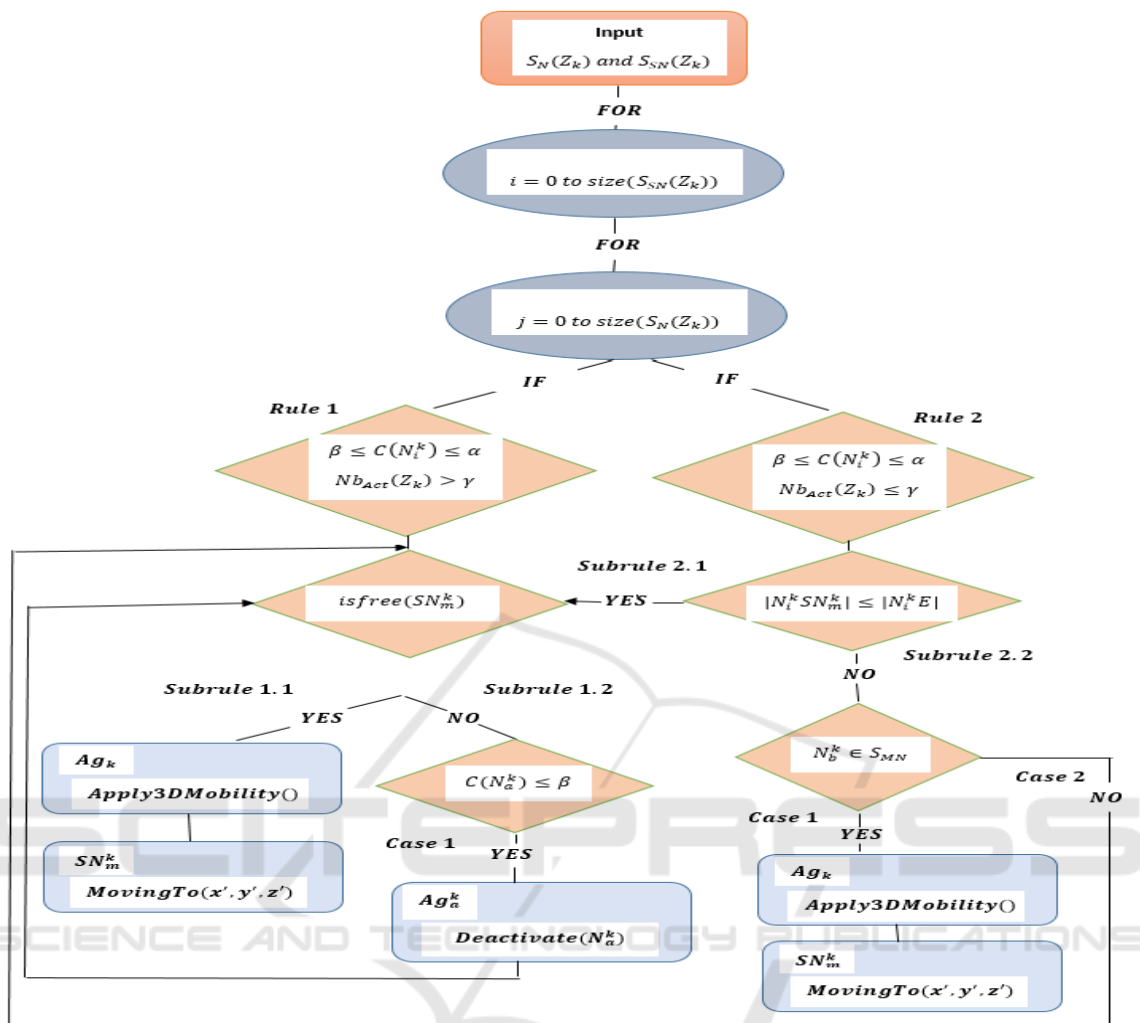 Input
S_N(Z_k) and S_SN(Z_k)
FOR
i = 0 to size(S_SN(Z_k))
FOR
j = 0 to size(S_N(Z_k))
IF
IF
Rule 1
Rule 2
β ≤ C(N_i^k) ≤ α
Nb_Act(Z_k) > γ
β ≤ C(N_i^k) ≤ α
Nb_Act(Z_k) ≤ γ
Subrule 2.1
isfree(SN_m^k)
YES
|N_i^k SN_m^k| ≤ |N_i^k E|
Subrule 2.2
NO
Subrule 1.1
Subrule 1.2
YES
NO
N_b^k ∈ S_MN
Case 2
NO
Ag_k
Apply3DMobility()
C(N_a^k) ≤ β
Case 1
YES
Case 1
YES
SN_m^k
MovingTo(x′, y′, z′)
Ag_a^k
Deactivate(N_a^k)
Ag_k
Apply3DMobility()
SN_m^k
MovingTo(x′, y′, z′)
SCITEPRESS
SCIENCE AND TECHNOLOGY PUBLICATIONS